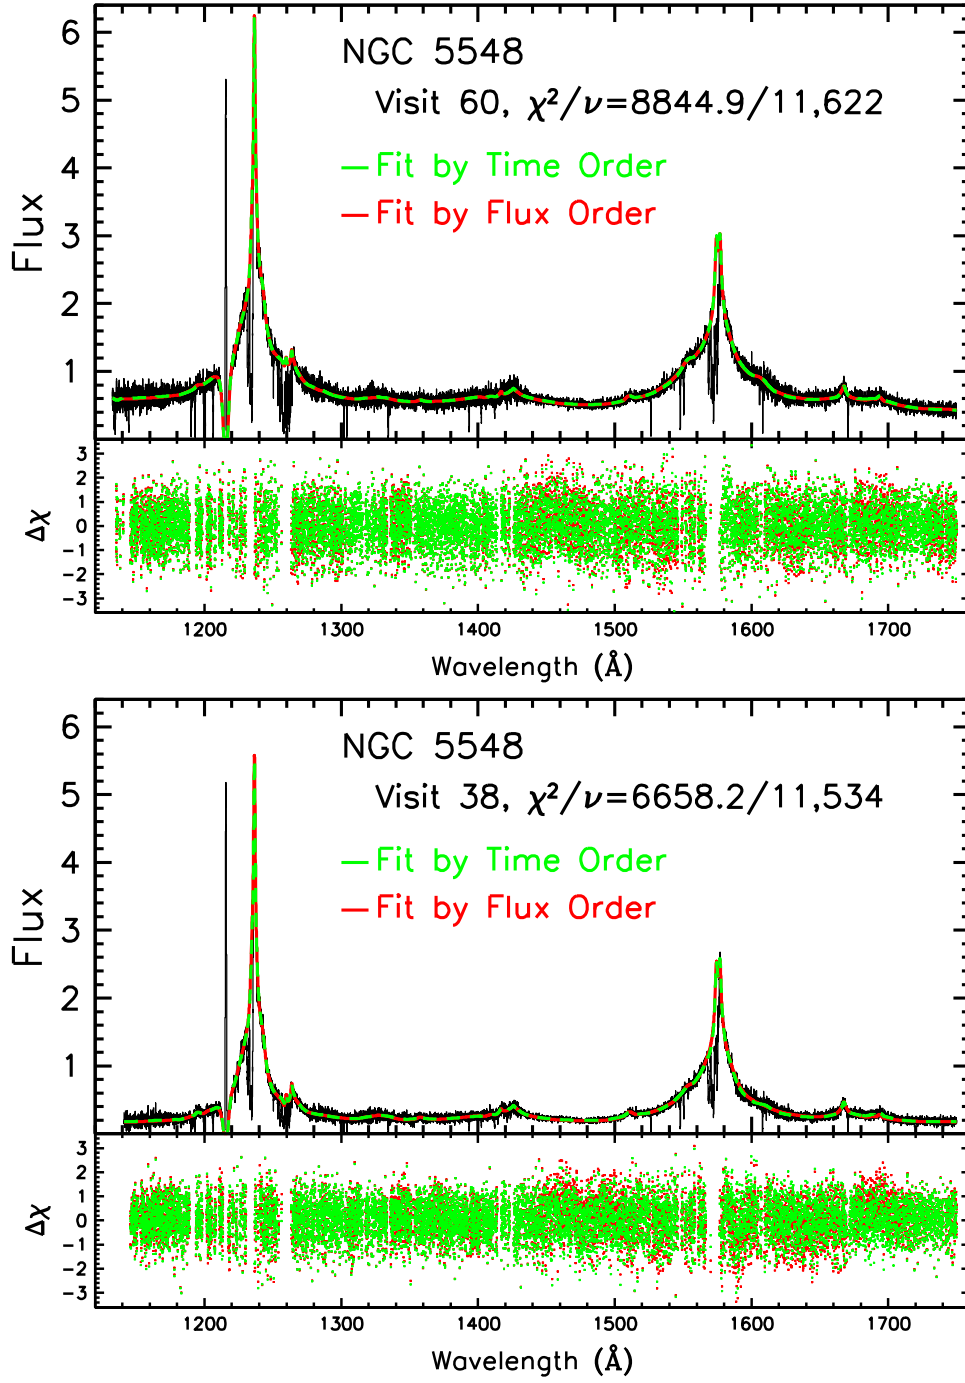 6
5
4
3
2
1
Flux
NGC 5548
Visit 60, χ²/ν=8844.9/11,622
Fit by Time Order
Fit by Flux Order
3
2
1
0
−1
−2
−3
Δχ
1200 1300 1400 1500 1600 1700
Wavelength (Å)
6
5
4
3
2
1
Flux
NGC 5548
Visit 38, χ²/ν=6658.2/11,534
Fit by Time Order
Fit by Flux Order
3
2
1
0
−1
−2
−3
Δχ
1200 1300 1400 1500 1600 1700
Wavelength (Å)